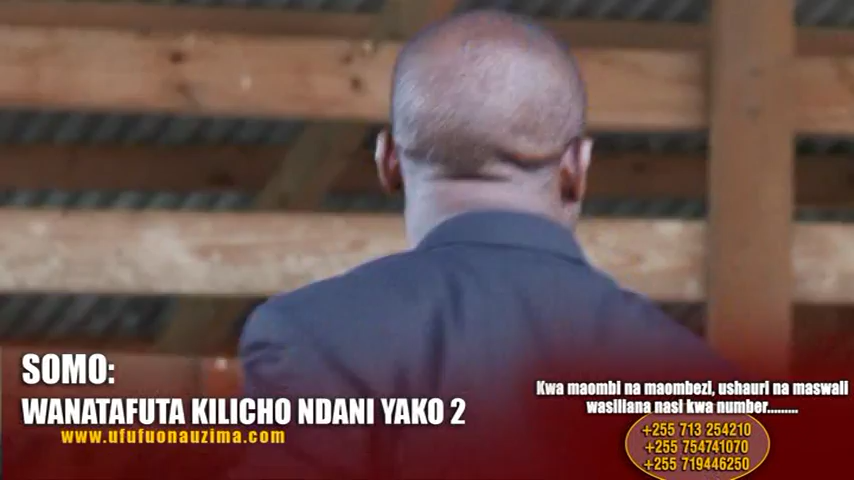 SOMO:
WANATAFUTA KILICHO NDANI YAKO 2
www.ufufuonauzima.com
Kwa maombi na maombezi, ushauri na maswali
wasiliana nasi kwa number.........
+255 713 254210
+255 754741070
+255 719446250